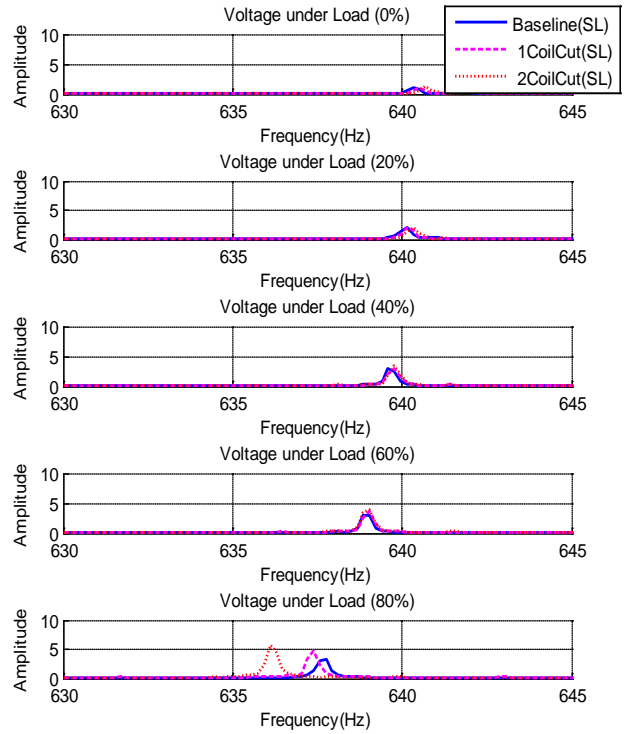 Voltage under Load (0%)
Baseline(SL)
1CoilCut(SL)
2CoilCut(SL)
Amplitude
10
5
0
630
635
640
645
Frequency(Hz)
Voltage under Load (20%)
Amplitude
10
5
0
630
635
640
645
Frequency(Hz)
Voltage under Load (40%)
Amplitude
10
5
0
630
635
640
645
Frequency(Hz)
Voltage under Load (60%)
Amplitude
10
5
0
630
635
640
645
Frequency(Hz)
Voltage under Load (80%)
Amplitude
10
5
0
630
635
640
645
Frequency(Hz)